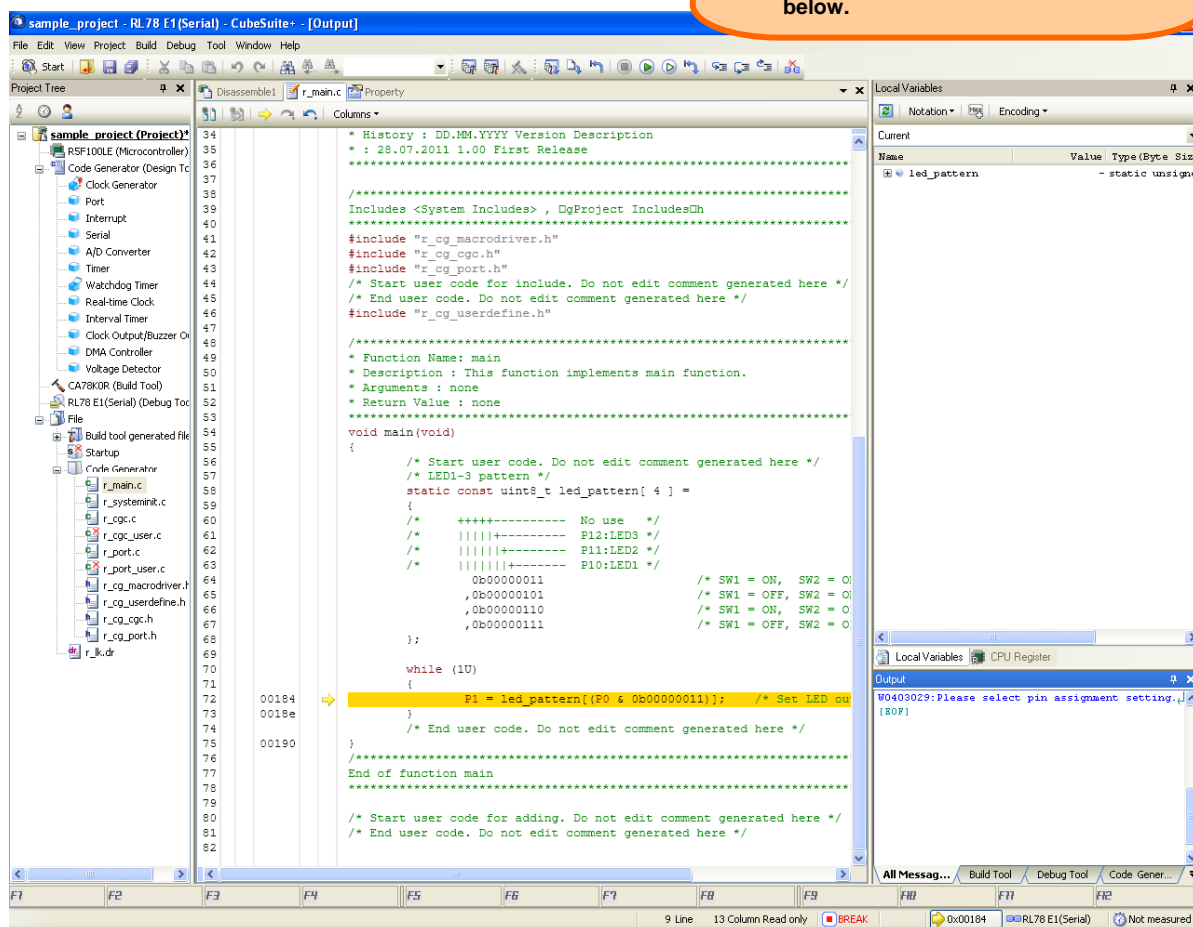 below.
sample_project - RL78 E1(Serial) - CubeSuite+ - [Output]
File Edit View Project Build Debug Tool Window Help
Start
Project Tree
Disassemble1 r_main.c Property
Columns
sample_project (Project)*
R5F100LE (Microcontroller)
Code Generator (Design To
Clock Generator
Port
Interrupt
Serial
A/D Converter
Timer
Watchdog Timer
Real-time Clock
Interval Timer
Clock Output/Buzzer O
DMA Controller
Voltage Detector
CA78K0R (Build Tool)
RL78 E1(Serial) (Debug Too
File
Build tool generated file
Startup
Code Generator
r_main.c
r_systeminit.c
r_cgc.c
r_cgc_user.c
r_port.c
r_port_user.c
r_cg_macrodriver.h
r_cg_userdefine.h
r_cg_cgc.h
r_cg_port.h
r_lk.dr
34 * History : DD.MM.YYYY Version Description
35 * : 28.07.2011 1.00 First Release
36 *********************************************************************
37
38 /********************************************************************
39 Includes <System Includes> , □gProject Includes□h
40 *********************************************************************
41 #include "r_cg_macrodriver.h"
42 #include "r_cg_cgc.h"
43 #include "r_cg_port.h"
44 /* Start user code for include. Do not edit comment generated here */
45 /* End user code. Do not edit comment generated here */
46 #include "r_cg_userdefine.h"
47
48 /********************************************************************
49 * Function Name: main
50 * Description : This function implements main function.
51 * Arguments : none
52 * Return Value : none
53 *********************************************************************
54 void main(void)
55 {
56 /* Start user code. Do not edit comment generated here */
57 /* LED1-3 pattern */
58 static const uint8_t led_pattern[ 4 ] =
59 {
60 /* +++++---------- No use */
61 /* |||||+--------- P12:LED3 */
62 /* ||||||+-------- P11:LED2 */
63 /* |||||||+------- P10:LED1 */
64 0b00000011 /* SW1 = ON, SW2 = O
65 ,0b00000101 /* SW1 = OFF, SW2 = O
66 ,0b00000110 /* SW1 = ON, SW2 = O
67 ,0b00000111 /* SW1 = OFF, SW2 = O
68 };
69
70 while (1U)
71 {
72 00184 P1 = led_pattern[(P0 & 0b00000011)]; /* Set LED ou
73 0018e }
74 /* End user code. Do not edit comment generated here */
75 00190 }
76 /********************************************************************
77 End of function main
78 *********************************************************************
79
80 /* Start user code for adding. Do not edit comment generated here */
81 /* End user code. Do not edit comment generated here */
82
Local Variables
Notation Hex Encoding
Current
Name Value Type(Byte Siz
led_pattern - static unsign
Local Variables CPU Register
Output
W0403029:Please select pin assignment setting.
[EOF]
All Messag... Build Tool Debug Tool Code Gener...
F1 F2 F3 F4 F5 F6 F7 F8 F9 F10 F11 F12
9 Line 13 Column Read only BREAK 0x00184 RL78 E1(Serial) Not measured